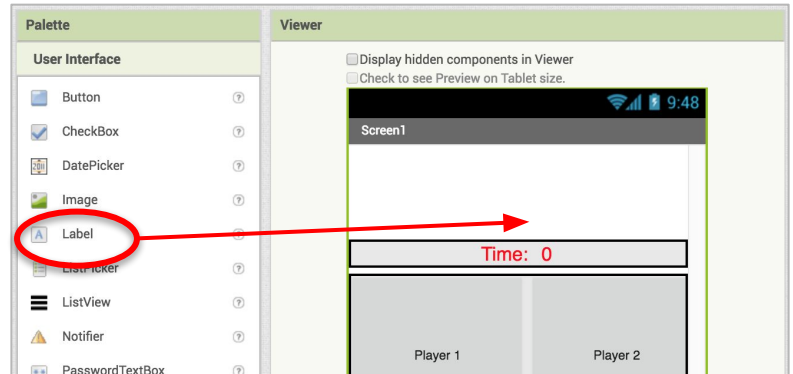 Palette
Viewer
User Interface
Display hidden components in Viewer
Check to see Preview on Tablet size.
Button
CheckBox
DatePicker
Image
Label
ListPicker
ListView
Notifier
PasswordTextBox
9:48
Screen1
Time: 0
Player 1
Player 2